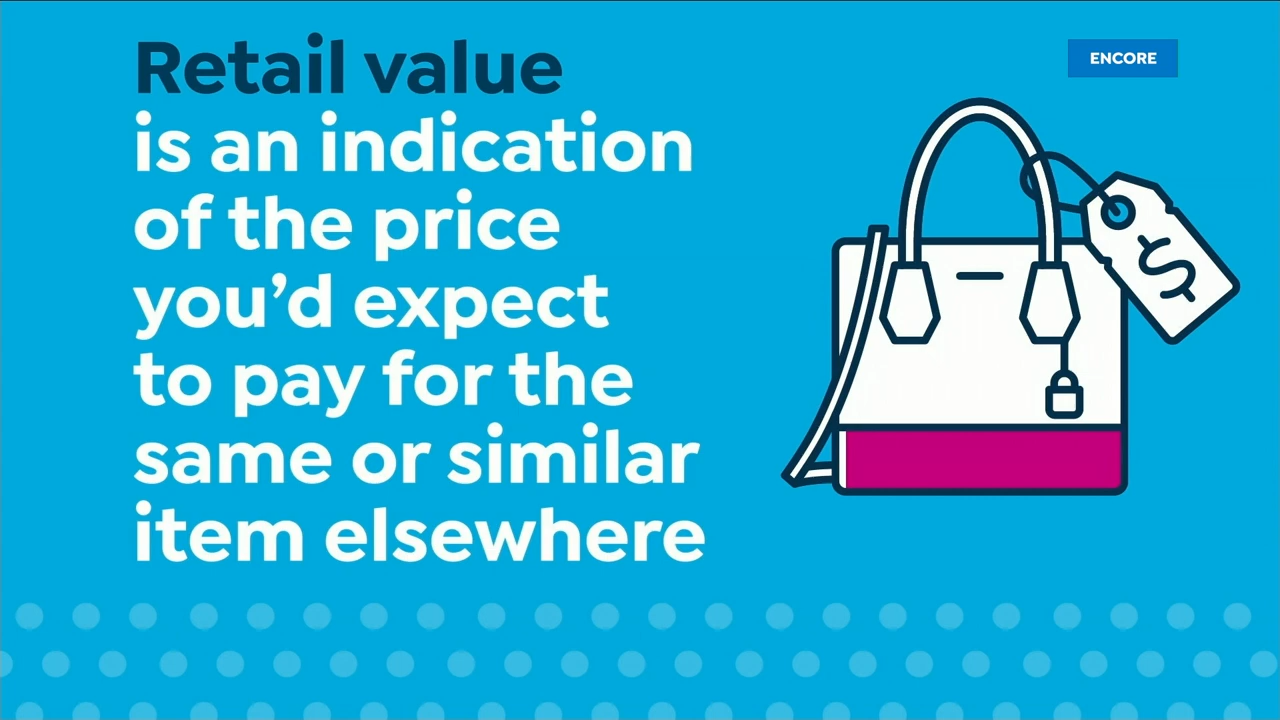 Retail value
is an indication
of the price
you’d expect
to pay for the
same or similar
item elsewhere
ENCORE
$